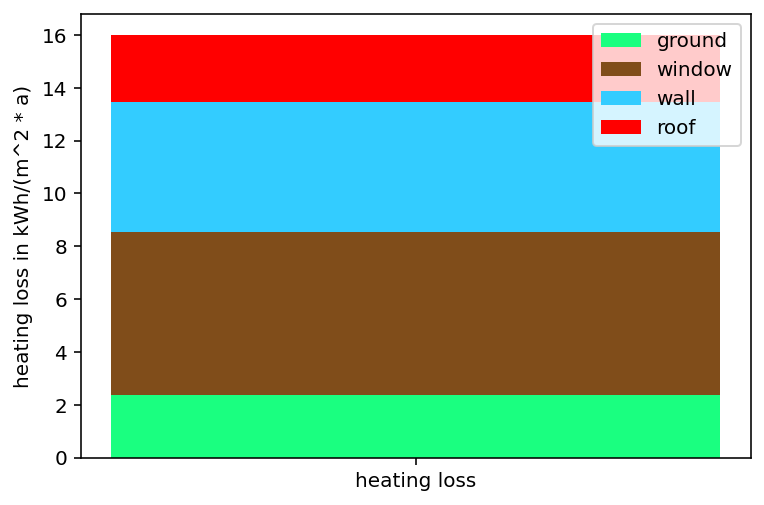 heating loss in kWh/(m^2 * a)
16
14
12
10
8
6
4
2
0
ground
window
wall
roof
heating loss